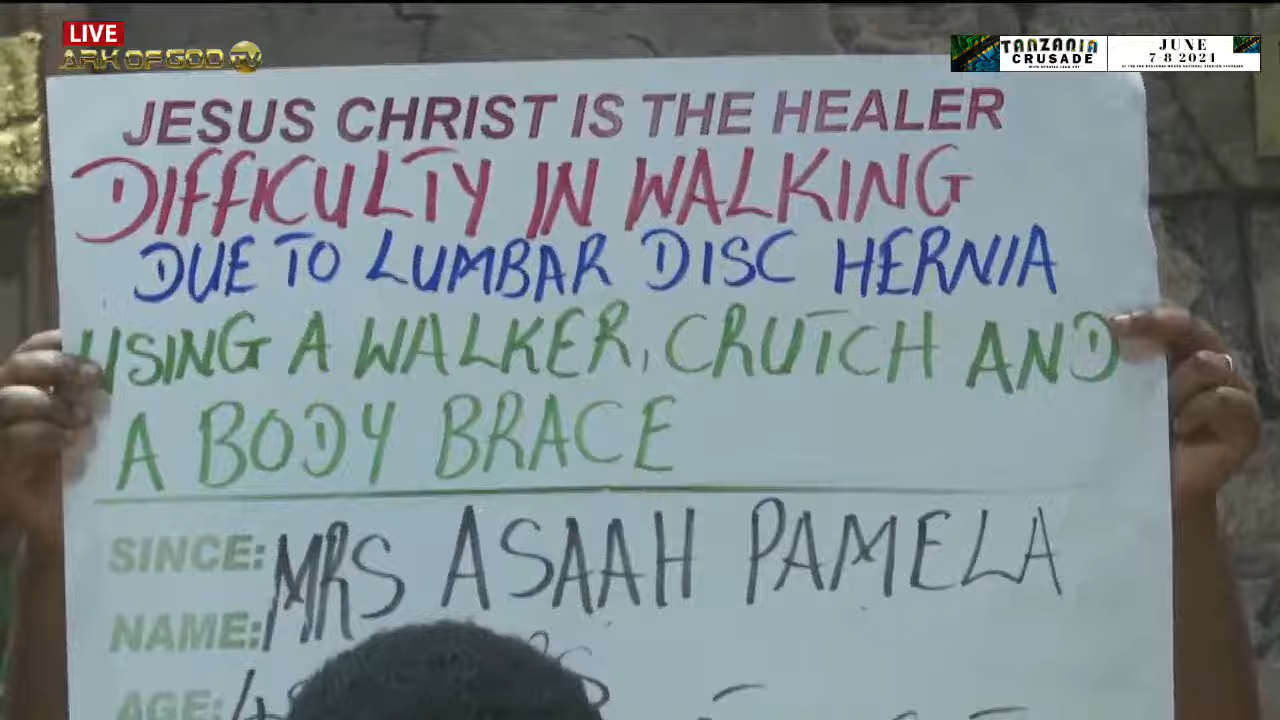 LIVE
ARK OF GOD TV
TANZANIA
CRUSADE
JUNE
7-8 2024
JESUS CHRIST IS THE HEALER
DIFFICULTY IN WALKING
DUE TO LUMBAR DISC HERNIA
USING A WALKER, CRUTCH AND
A BODY BRACE
SINCE:
MRS ASAAH PAMELA
NAME:
AGE: